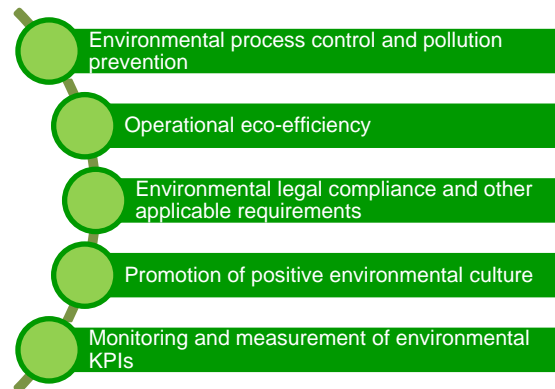 Environmental process control and pollution
prevention
Operational eco-efficiency
Environmental legal compliance and other
applicable requirements
Promotion of positive environmental culture
Monitoring and measurement of environmental
KPIs